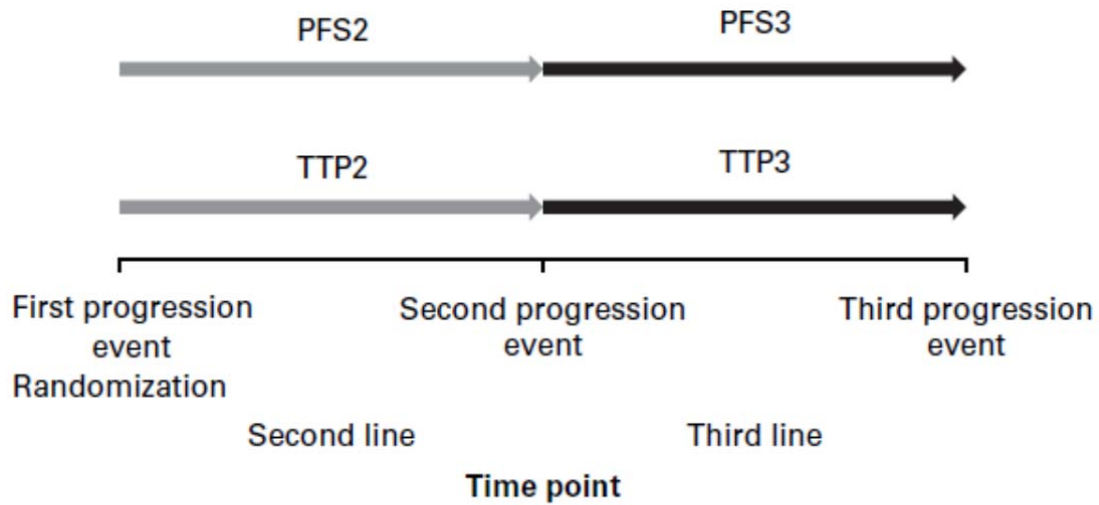 PFS2
PFS3
TTP2
TTP3
First progression
event
Randomization
Second progression
event
Third progression
event
Second line
Third line
Time point